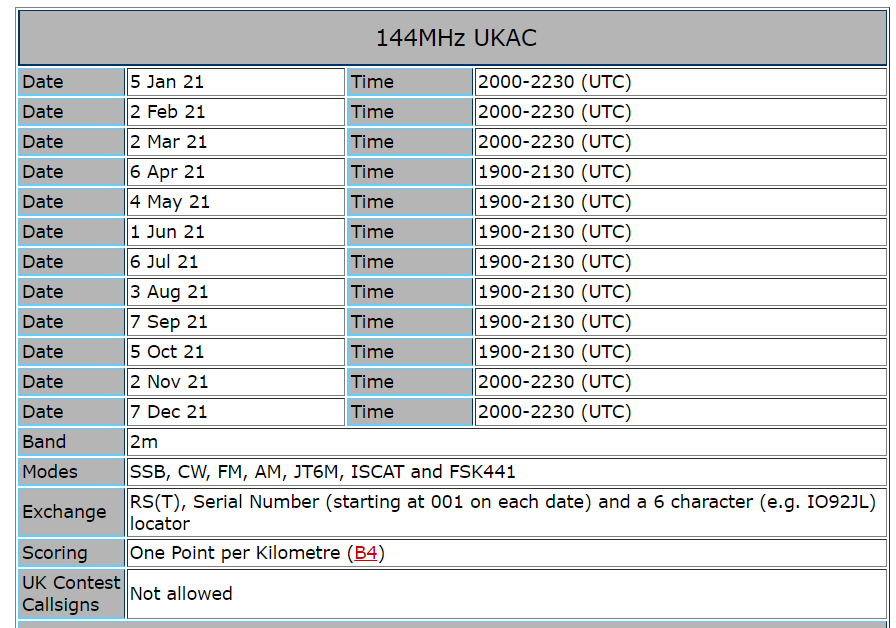 144MHz UKAC
Date 5 Jan 21 Time 2000-2230 (UTC)
Date 2 Feb 21 Time 2000-2230 (UTC)
Date 2 Mar 21 Time 2000-2230 (UTC)
Date 6 Apr 21 Time 1900-2130 (UTC)
Date 4 May 21 Time 1900-2130 (UTC)
Date 1 Jun 21 Time 1900-2130 (UTC)
Date 6 Jul 21 Time 1900-2130 (UTC)
Date 3 Aug 21 Time 1900-2130 (UTC)
Date 7 Sep 21 Time 1900-2130 (UTC)
Date 5 Oct 21 Time 1900-2130 (UTC)
Date 2 Nov 21 Time 2000-2230 (UTC)
Date 7 Dec 21 Time 2000-2230 (UTC)
Band 2m
Modes SSB, CW, FM, AM, JT6M, ISCAT and FSK441
Exchange RS(T), Serial Number (starting at 001 on each date) and a 6 character (e.g. IO92JL)
locator
Scoring One Point per Kilometre (B4)
UK Contest
Callsigns Not allowed